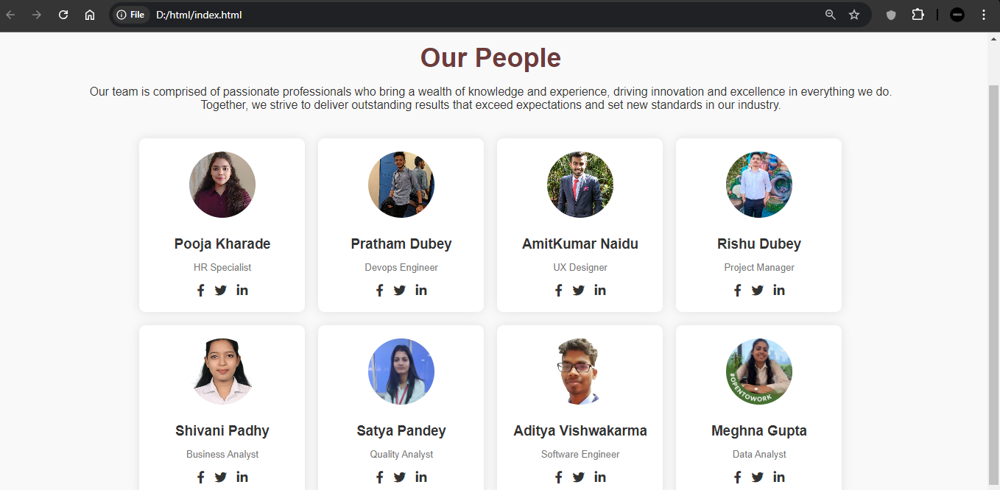 File D:/html/index.html
Our People
Our team is comprised of passionate professionals who bring a wealth of knowledge and experience, driving innovation and excellence in everything we do.
Together, we strive to deliver outstanding results that exceed expectations and set new standards in our industry.
Pooja Kharade
HR Specialist
Pratham Dubey
Devops Engineer
AmitKumar Naidu
UX Designer
Rishu Dubey
Project Manager
#OPENTOWORK
Shivani Padhy
Business Analyst
Satya Pandey
Quality Analyst
Aditya Vishwakarma
Software Engineer
Meghna Gupta
Data Analyst